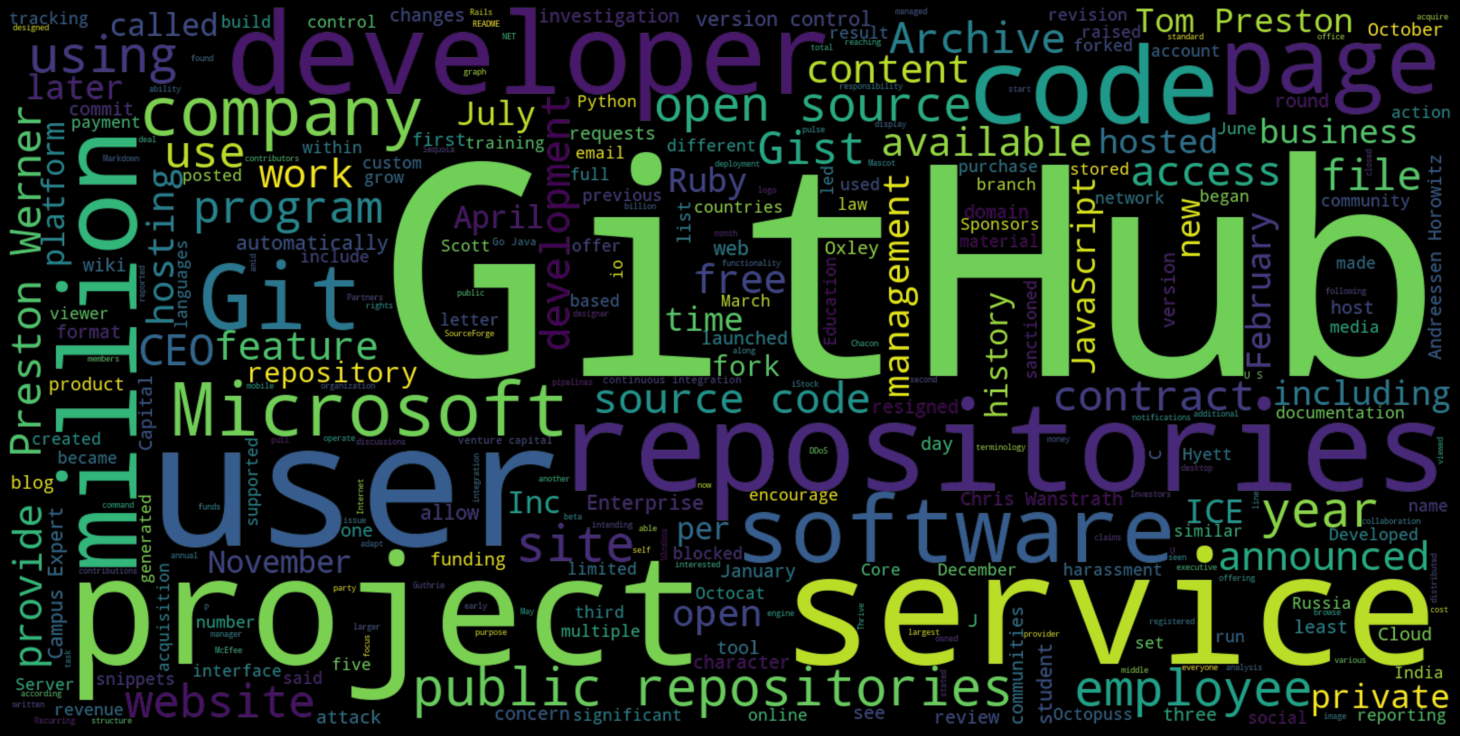 tracking
called
build
control
changes
investigation
version control
result
revision
raised
forked
Tom Preston
October
acquire
designed
Rails
README
NET
managed
total
reaching
standard
office
account
using
developer
Archive
code
page
later
found
ability
graph
content
responsibility
start
round
action
commit
company
July
Python
open source
payment
first
training
requests
different
Gist
pulse
display
available
hosted
June
business
deal
Sequoia
within
use
contributors
Markdown
email
deployment
Mascot
purchase
stored
access
file
cloud
posted
custom
grow
work
full
previous
Ruby
led
used
law
branch
network
began
community
Preston Werner
platform
million
hosting
program
April
development
list
countries
logo
billion
management
domain
Sponsors
JavaScript
new
automatically
include
Scott
Go Java
offer
web
month
Oxley
material
Andreessen Horowitz
wiki
languages
reported
Git
amid
GitHub
io
functionality
version
made
following
viewer
Partners
rights
public
designer
based
free
March
Education
history
sanctioned
February
host
media
format
letter
SourceForge
time
launched
along
Chacon
members
CEO
feature
fork
U S
product
repository
mobile
organization
pipelines
continuous integration
iStock
second
Capital
Microsoft
source code
resigned
contract
including
documentation
notifications
additional
created
pull
operate
discussions
venture capital
repositories
day
terminology
money
Hyett
viewed
became
user
supported
integration
another
DDoS
C
desktop
blog
command
generated
funds
Internet
now
encourage
Chris Wanstrath
Investors
ICE
line
year
name
provide
Campus Expert
issue
one
allow
Inc
beta
Enterprise
intending
able
software
claims
similar
Developed
collaboration
annual
adapt
November
funding
site
self
Windows
per
blocked
interested
U
seen
announced
executive
offering
distributed
contributions
limited
January
Core
December
harassment
acquisition
party
Guthrie
project
early
May
Octocat
engine
Thrive
service
registered
Russia
browse
cost
P
number
manager
larger
third
multiple
open
J
communities
provider
set
run
least
Cloud
task
McEfee
focus
purpose
tool
largest
owned
Server
according
interface
said
five
character
middle
everyone
analysis
various
India
snippets
stated
student
written
website
public repositories
employee
private
revenue
Recurring
structure
attack
concern
significant
online
see
review
Octopuss
three
social
image
reporting